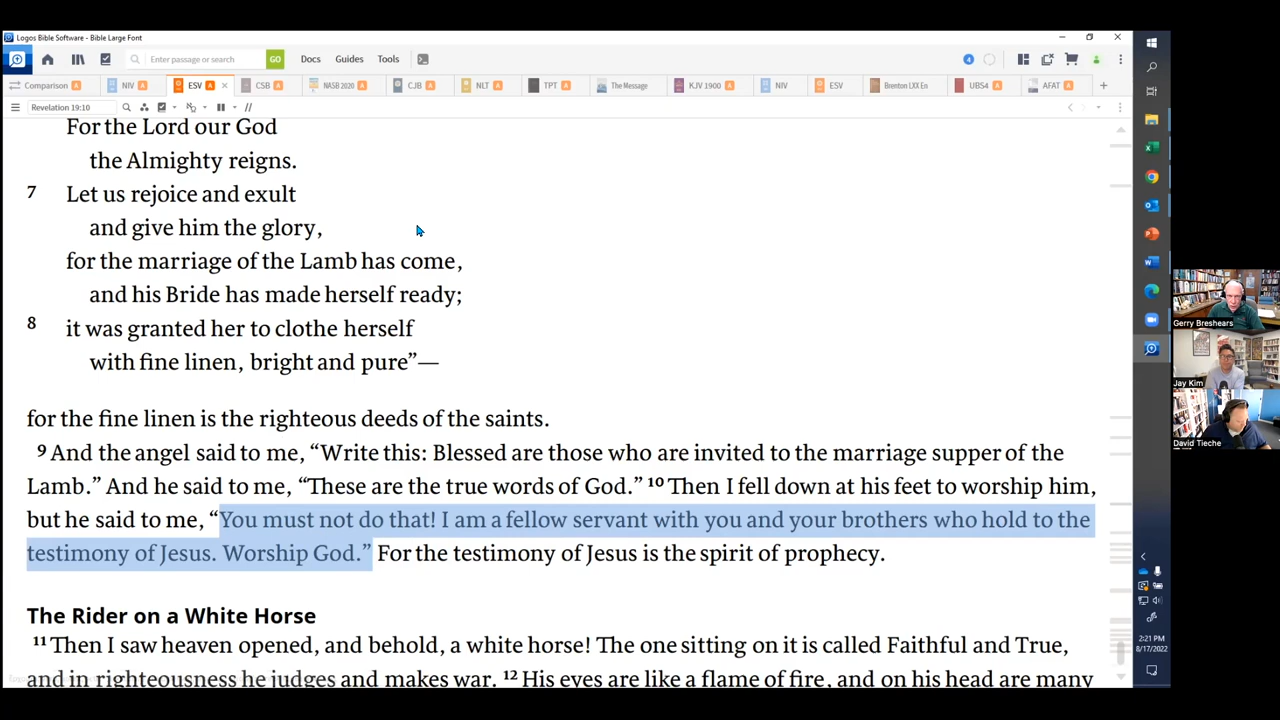 Logos Bible Software - Bible Large Font
Enter passage or search
GO
Docs
Guides
Tools
4
Comparison A
NIV A
ESV A
CSB A
NASB 2020 A
CJB A
NLT A
TPT A
The Message
KJV 1900 A
NIV
ESV
Brenton LXX En
UBS4 A
AFAT A
Revelation 19:10
For the Lord our God
the Almighty reigns.
7 Let us rejoice and exult
and give him the glory,
for the marriage of the Lamb has come,
and his Bride has made herself ready;
8 it was granted her to clothe herself
with fine linen, bright and pure”—
for the fine linen is the righteous deeds of the saints.
9 And the angel said to me, “Write this: Blessed are those who are invited to the marriage supper of the
Lamb.” And he said to me, “These are the true words of God.” 10 Then I fell down at his feet to worship him,
but he said to me, “You must not do that! I am a fellow servant with you and your brothers who hold to the
testimony of Jesus. Worship God.” For the testimony of Jesus is the spirit of prophecy.
The Rider on a White Horse
11 Then I saw heaven opened, and behold, a white horse! The one sitting on it is called Faithful and True,
and in righteousness he judges and makes war. 12 His eyes are like a flame of fire, and on his head are many
Gerry Breshears
Jay Kim
David Tieche
2:21 PM
8/17/2022